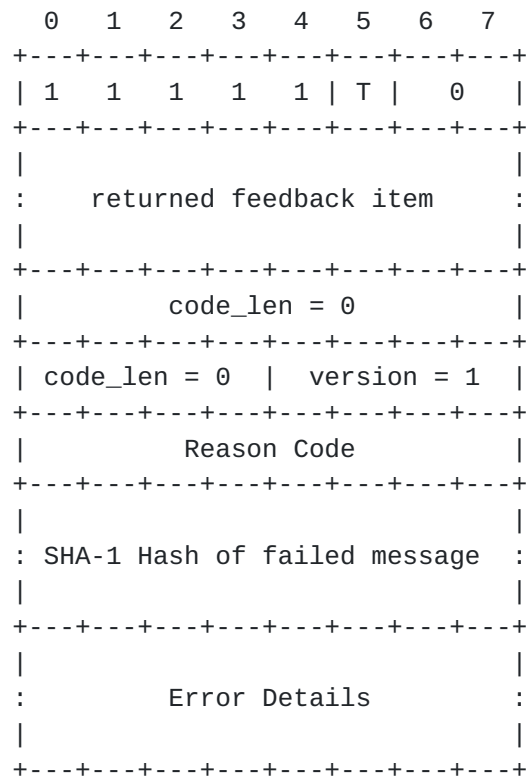 0   1   2   3   4   5   6   7
+---+---+---+---+---+---+---+---+
| 1   1   1   1   1 | T |   0   |
+---+---+---+---+---+---+---+---+
|                               |
:    returned feedback item     :
|                               |
+---+---+---+---+---+---+---+---+
|         code_len = 0          |
+---+---+---+---+---+---+---+---+
| code_len = 0  |  version = 1  |
+---+---+---+---+---+---+---+---+
|          Reason Code          |
+---+---+---+---+---+---+---+---+
|                               |
: SHA-1 Hash of failed message  :
|                               |
+---+---+---+---+---+---+---+---+
|                               |
:         Error Details         :
|                               |
+---+---+---+---+---+---+---+---+